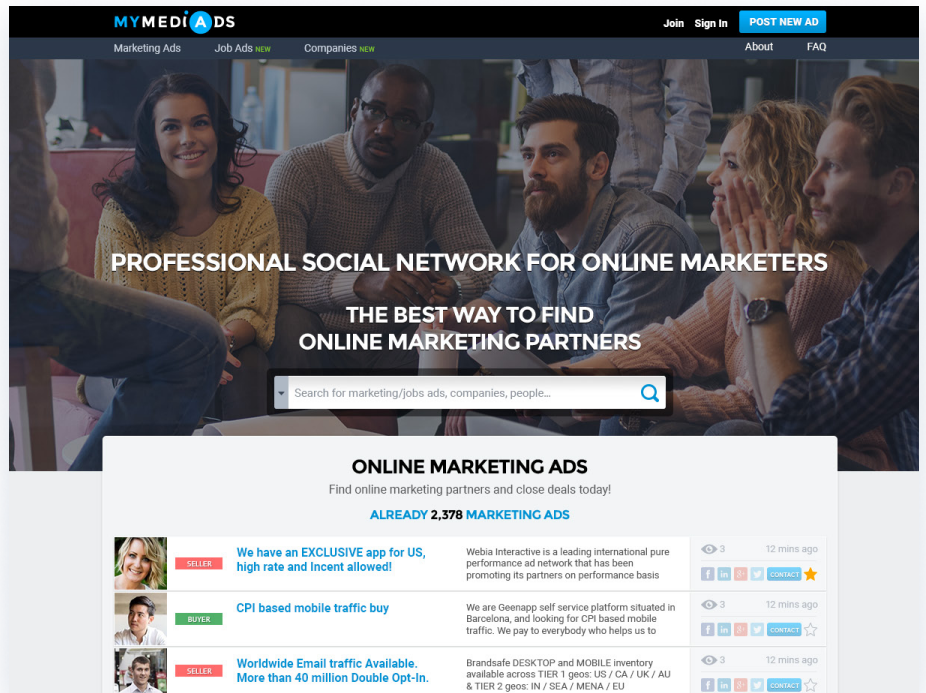 MYMEDiADS
Join Sign In POST NEW AD
Marketing Ads Job Ads NEW Companies NEW About FAQ
PROFESSIONAL SOCIAL NETWORK FOR ONLINE MARKETERS
THE BEST WAY TO FIND
ONLINE MARKETING PARTNERS
Search for marketing/jobs ads, companies, people...
ONLINE MARKETING ADS
Find online marketing partners and close deals today!
ALREADY 2,378 MARKETING ADS
SELLER
We have an EXCLUSIVE app for US,
high rate and Incent allowed!
Webia Interactive is a leading international pure
performance ad network that has been
promoting its partners on performance basis
3 12 mins ago
f in g+ CONTACT
BUYER
CPI based mobile traffic buy
We are Geenapp self service platform situated in
Barcelona, and looking for CPI based mobile
traffic. We pay to everybody who helps us to
3 12 mins ago
f in g+ CONTACT
SELLER
Worldwide Email traffic Available.
More than 40 million Double Opt-In.
Brandsafe DESKTOP and MOBILE inventory
available across TIER 1 geos: US / CA / UK / AU
& TIER 2 geos: IN / SEA / MENA / EU
3 12 mins ago
f in g+ CONTACT